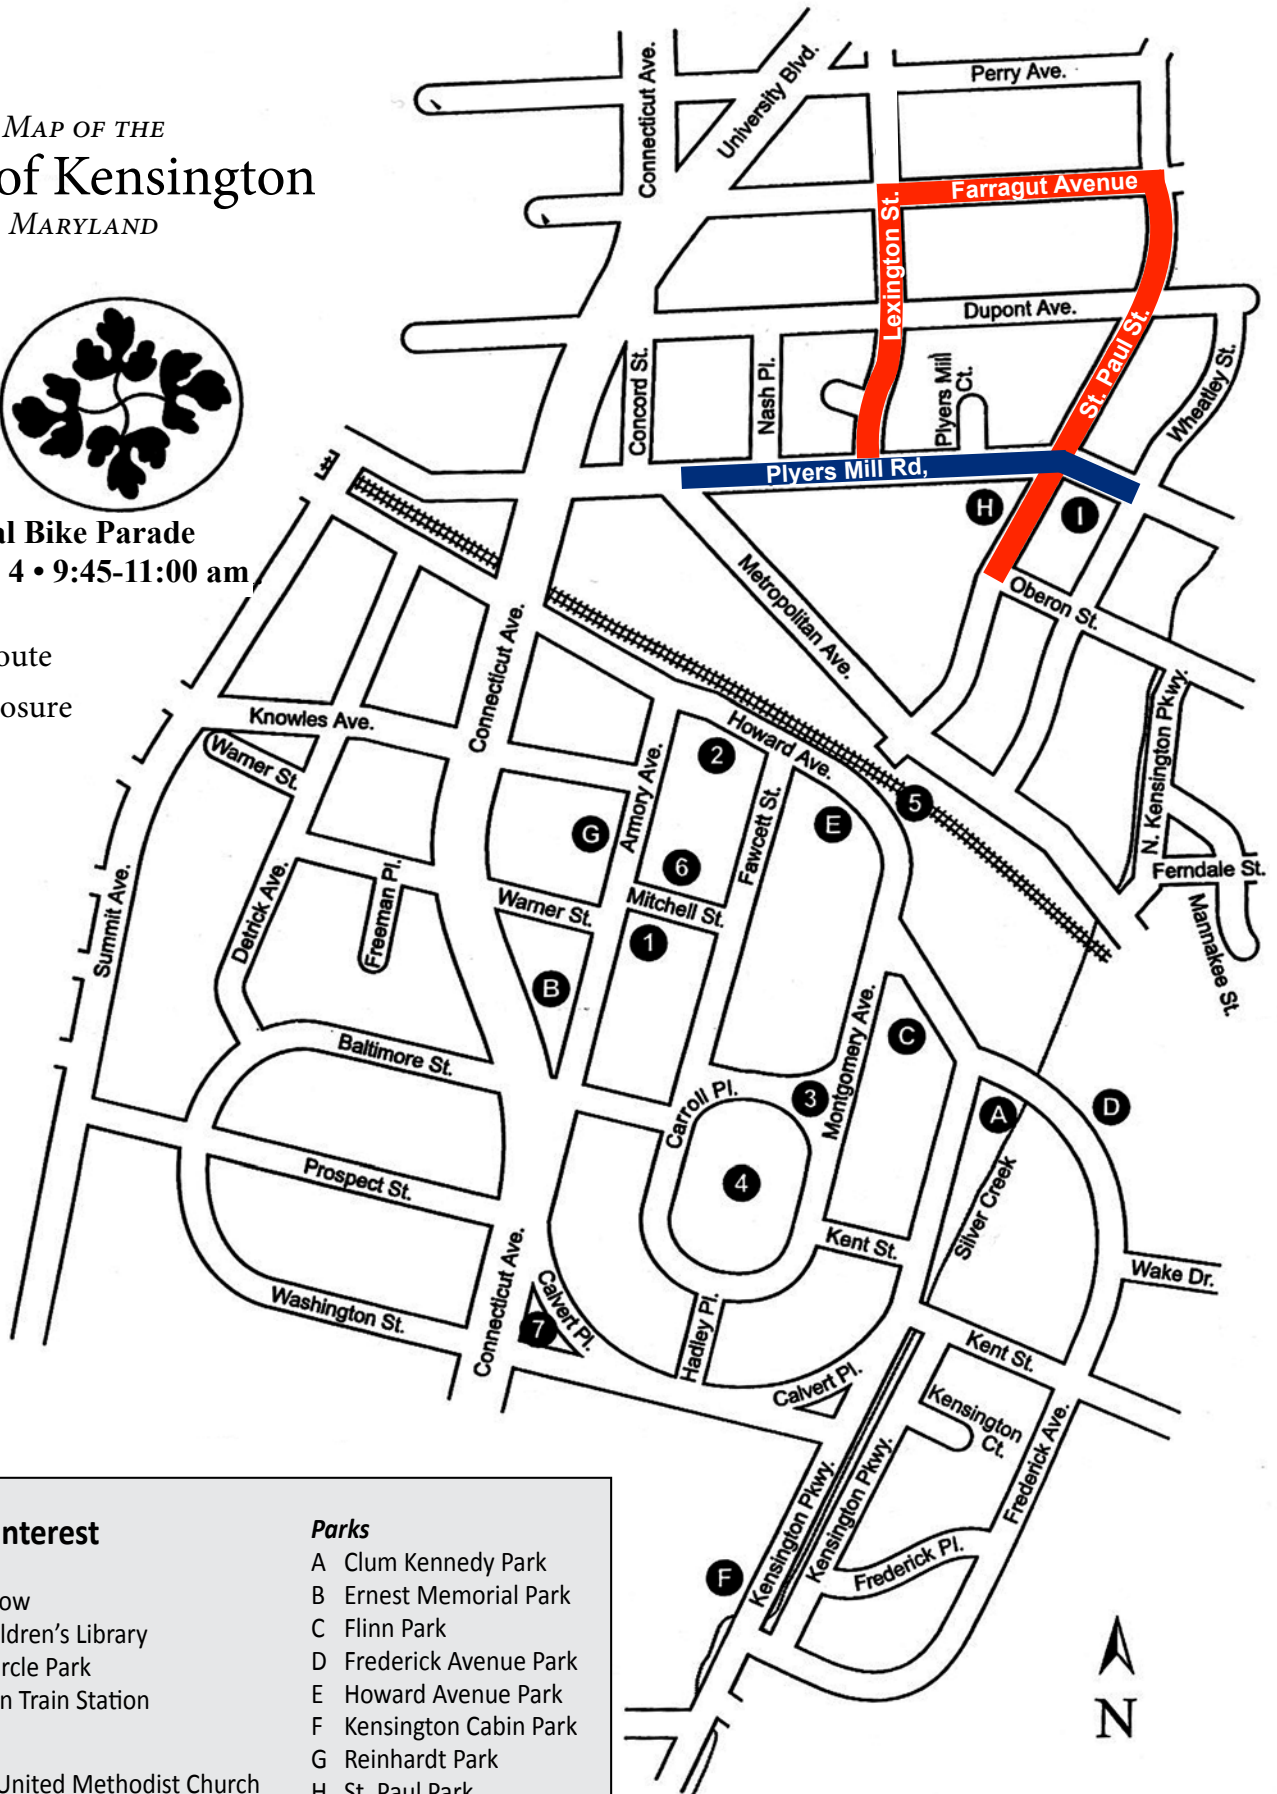 MAP OF THE
of Kensington
MARYLAND
al Bike Parade
4 • 9:45-11:00 am
oute
osure
Perry Ave.
University Blvd.
Connecticut Ave.
Farragut Avenue
Lexington St.
Dupont Ave.
St. Paul St.
Concord St.
Nash Pl.
Plyers Mill
Ct.
Wheatley St.
Plyers Mill Rd,
H
I
Oberon St.
Metropolitan Ave.
Connecticut Ave.
N. Kensington Pkwy.
Knowles Ave.
Warner St.
Howard Ave.
2
5
Armory Ave.
Fawcett St.
E
G
6
Ferndale St.
Mannakee St.
Summit Ave.
Detrick Ave.
Freeman Pl.
Warner St.
Mitchell St.
1
B
Montgomery Ave.
C
Baltimore St.
Carroll Pl.
3
A
D
Silver Creek
Prospect St.
4
Kent St.
Wake Dr.
Connecticut Ave.
Calvert Pl.
7
Washington St.
Hadley Pl.
Kent St.
Calvert Pl.
Kensington
Ct.
Frederick Ave.
Kensington Pkwy.
Kensington Pkwy.
Frederick Pl.
F
N
nterest
ow
ldren's Library
rcle Park
n Train Station
United Methodist Church
Parks
A Clum Kennedy Park
B Ernest Memorial Park
C Flinn Park
D Frederick Avenue Park
E Howard Avenue Park
F Kensington Cabin Park
G Reinhardt Park
H St. Paul Park